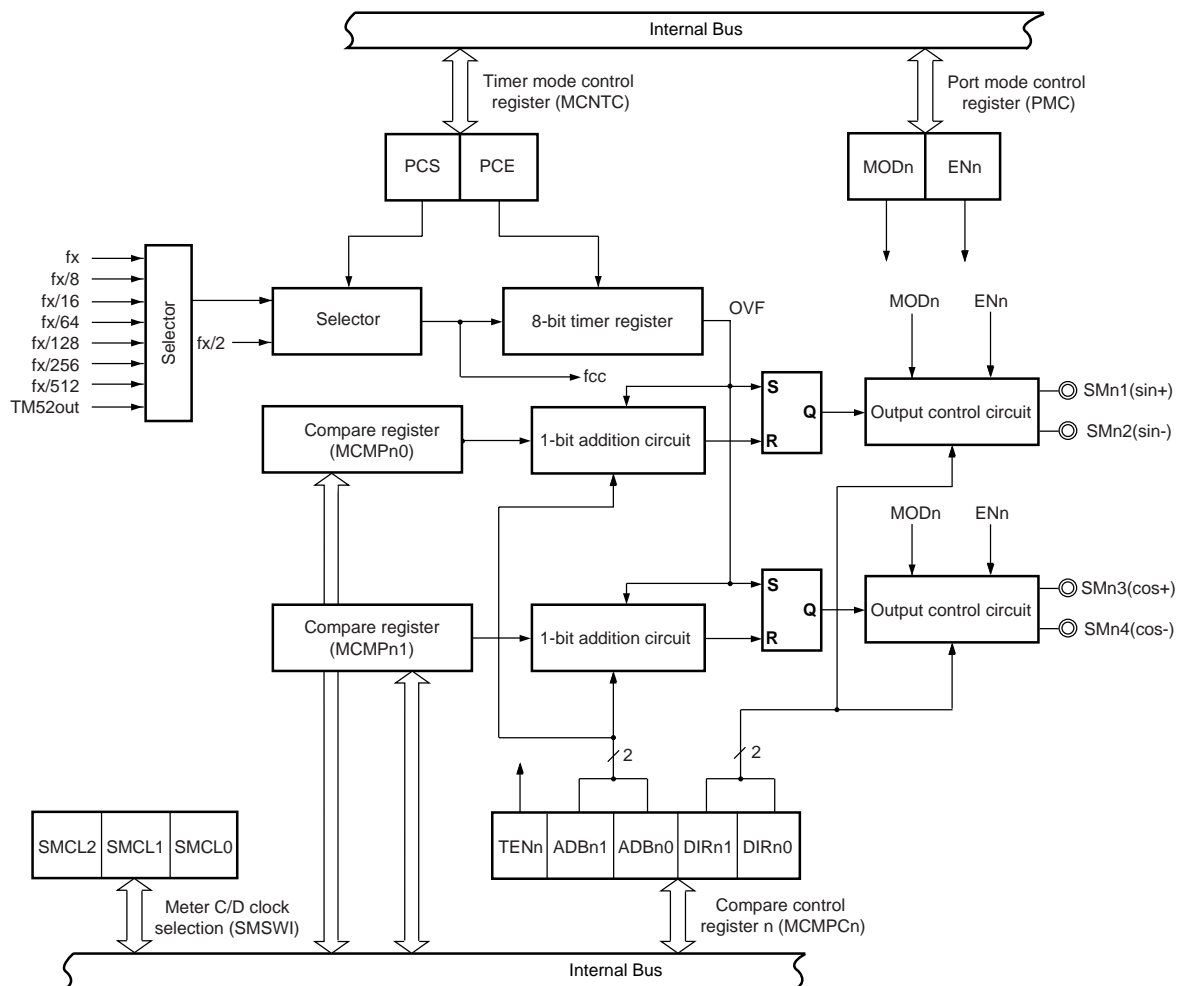 Internal Bus
Timer mode control
register (MCNTC)
Port mode control
register (PMC)
PCS PCE
MODn ENn
fx
fx/8
fx/16
fx/64
fx/128
fx/256
fx/512
TM52out
Selector
fx/2
Selector
8-bit timer register
OVF
fcc
MODn ENn
Compare register
(MCMPn0)
1-bit addition circuit
S
Q
R
Output control circuit
SMn1(sin+)
SMn2(sin-)
MODn ENn
Compare register
(MCMPn1)
1-bit addition circuit
S
Q
R
Output control circuit
SMn3(cos+)
SMn4(cos-)
2
2
SMCL2 SMCL1 SMCL0
TENn ADBn1 ADBn0 DIRn1 DIRn0
Meter C/D clock
selection (SMSWI)
Compare control
register n (MCMPCn)
Internal Bus